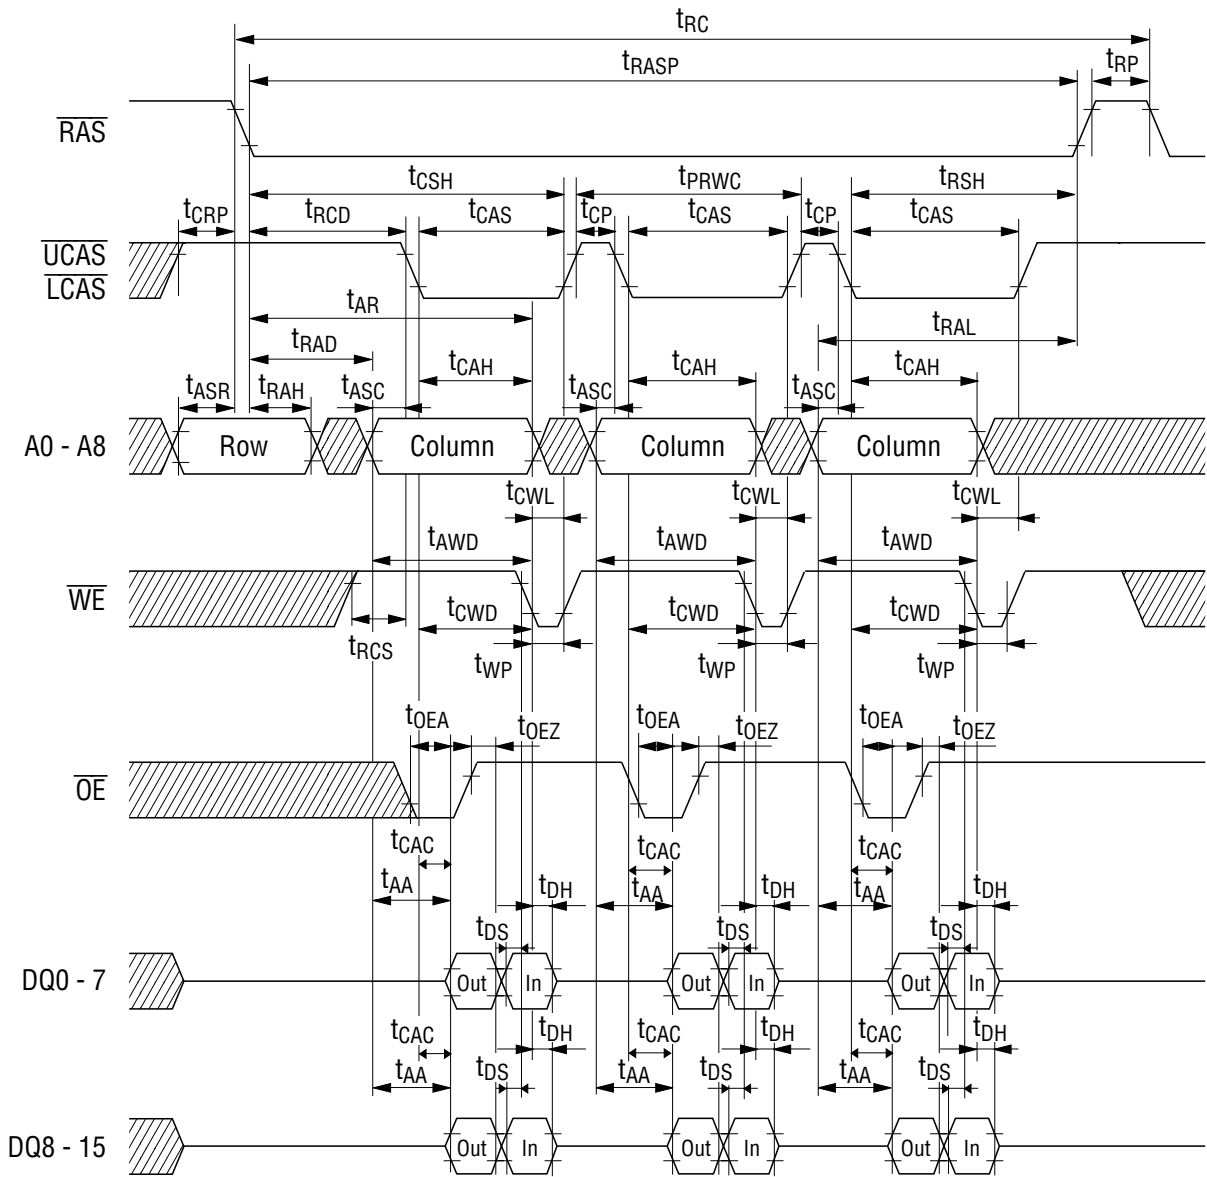 tRC
tRASP
tRP
RAS
tCSH tPRWC tRSH
tCRP tRCD tCAS tCP tCAS tCP tCAS
UCAS
LCAS
tAR
tRAL
tRAD
tCAH tCAH tCAH
tASR tRAH tASC tASC tASC
A0 - A8 Row Column Column Column
tCWL tCWL tCWL
tAWD tAWD tAWD
WE
tCWD tCWD tCWD
tRCS tWP tWP tWP
tOEA tOEZ tOEA tOEZ tOEA tOEZ
OE
tCAC tCAC tCAC
tAA tDH tAA tDH tAA tDH
tDS tDS tDS
DQ0 - 7 Out In Out In Out In
tCAC tDH tCAC tDH tCAC tDH
tAA tDS tAA tDS tAA tDS
DQ8 - 15 Out In Out In Out In